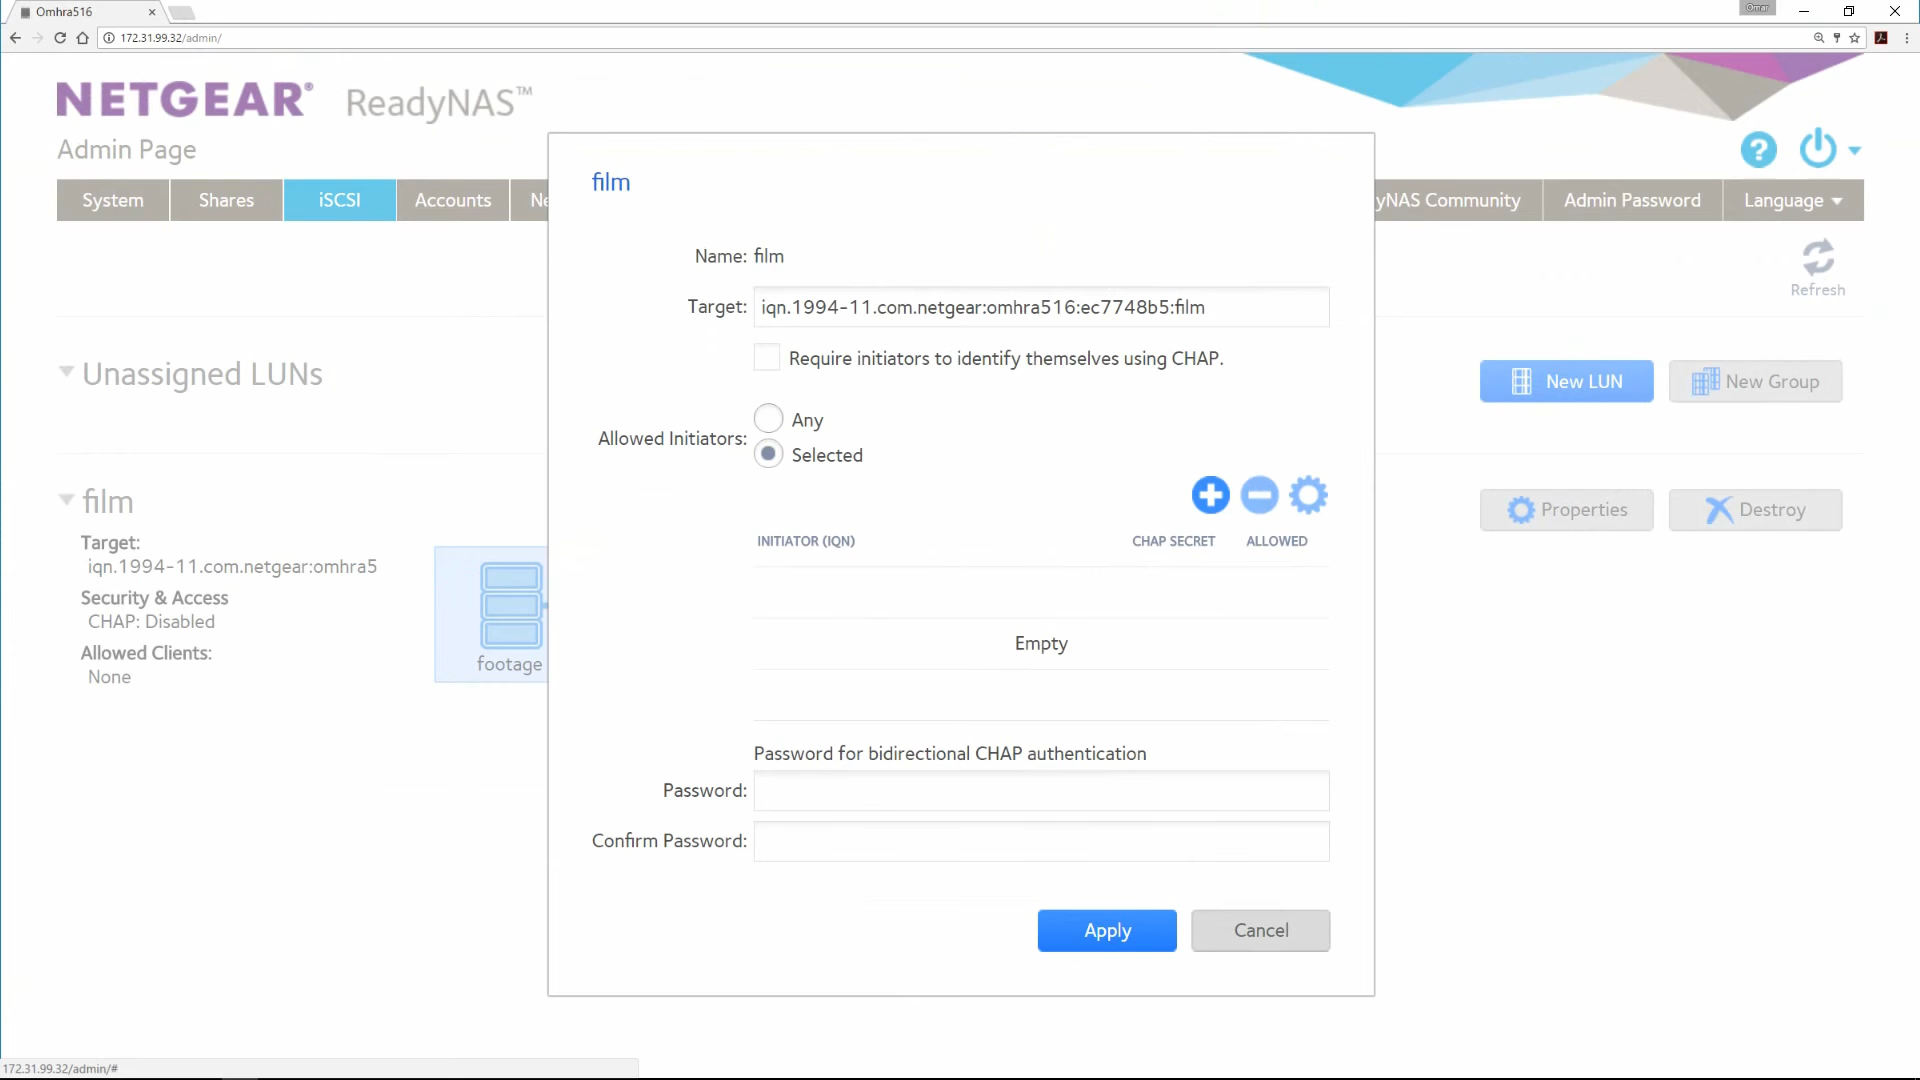 Omhra516
Omar
172.31.99.32/admin/
NETGEAR® ReadyNAS™
Admin Page
System
Shares
iSCSI
Accounts
Ne
yNAS Community
Admin Password
Language
Refresh
film
Name: film
Target: iqn.1994-11.com.netgear:omhra516:ec7748b5:film
Require initiators to identify themselves using CHAP.
Allowed Initiators:
Any
Selected
INITIATOR (IQN)
CHAP SECRET
ALLOWED
Empty
Password for bidirectional CHAP authentication
Password:
Confirm Password:
Apply
Cancel
Unassigned LUNs
New LUN
New Group
film
Properties
Destroy
Target:
iqn.1994-11.com.netgear:omhra5
Security & Access
CHAP: Disabled
Allowed Clients:
None
footage
172.31.99.32/admin/#